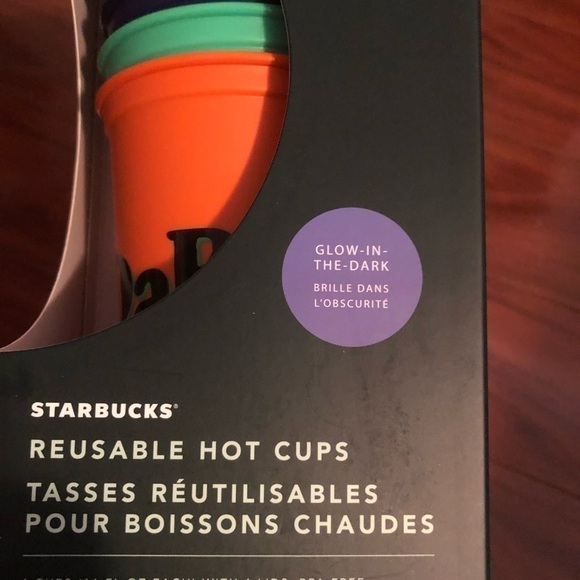 GLOW-IN-
THE-DARK
BRILLE DANS
L'OBSCURITÉ
STARBUCKS®
REUSABLE HOT CUPS
TASSES RÉUTILISABLES
POUR BOISSONS CHAUDES